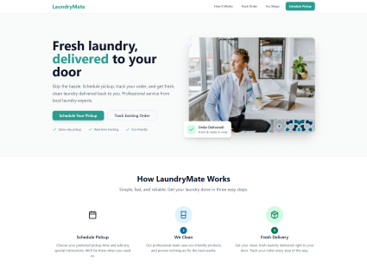 LaundryMate
How It Works
Track Order
For Shops
Schedule Pickup
Fresh laundry,
delivered to your
door
Skip the hassle. Schedule pickup, track your order, and get fresh,
clean laundry delivered back to you. Professional service from
local laundry experts.
Schedule Your Pickup
Track Existing Order
Same-day pickup
Real-time tracking
Eco-friendly
Order Delivered!
Fresh & ready to wear
How LaundryMate Works
Simple, fast, and reliable. Get your laundry done in three easy steps.
2
3
Schedule Pickup
We Clean
Fresh Delivery
Choose your preferred pickup time and add any
special instructions. We'll be there when you need
us.
Our professional team uses eco-friendly products
and proven techniques for the best results.
Get your clean, fresh laundry delivered right to your
door. Track your order every step of the way.